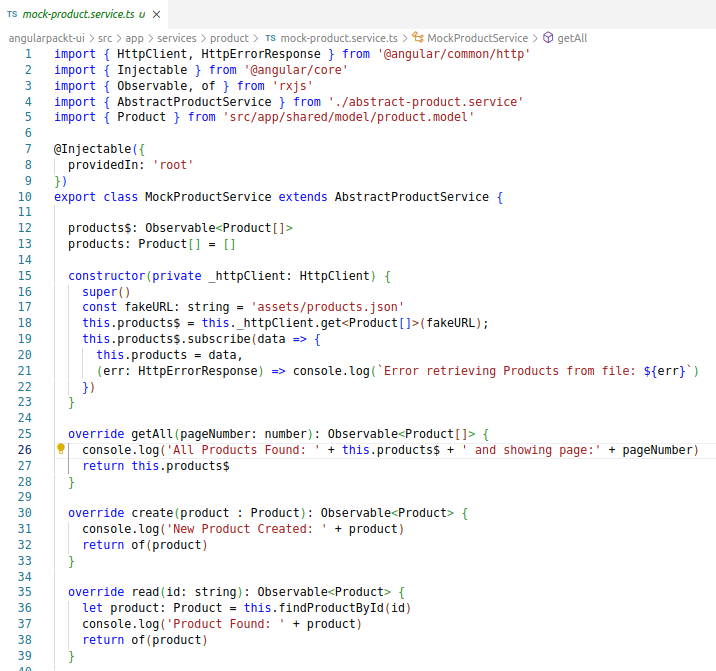 TS mock-product.service.ts U ×
angularpackt-ui > src > app > services > product > TS mock-product.service.ts > MockProductService > getAll
1 import { HttpClient, HttpErrorResponse } from '@angular/common/http'
2 import { Injectable } from '@angular/core'
3 import { Observable, of } from 'rxjs'
4 import { AbstractProductService } from './abstract-product.service'
5 import { Product } from 'src/app/shared/model/product.model'
6
7 @Injectable({
8   providedIn: 'root'
9 })
10 export class MockProductService extends AbstractProductService {
11
12   products$: Observable<Product[]>
13   products: Product[] = []
14
15   constructor(private _httpClient: HttpClient) {
16     super()
17     const fakeURL: string = 'assets/products.json'
18     this.products$ = this._httpClient.get<Product[]>(fakeURL);
19     this.products$.subscribe(data => {
20       this.products = data,
21       (err: HttpErrorResponse) => console.log(`Error retrieving Products from file: ${err}`)
22     })
23   }
24
25   override getAll(pageNumber: number): Observable<Product[]> {
26     console.log('All Products Found: ' + this.products$ + ' and showing page:' + pageNumber)
27     return this.products$
28   }
29
30   override create(product : Product): Observable<Product> {
31     console.log('New Product Created: ' + product)
32     return of(product)
33   }
34
35   override read(id: string): Observable<Product> {
36     let product: Product = this.findProductById(id)
37     console.log('Product Found: ' + product)
38     return of(product)
39   }
40